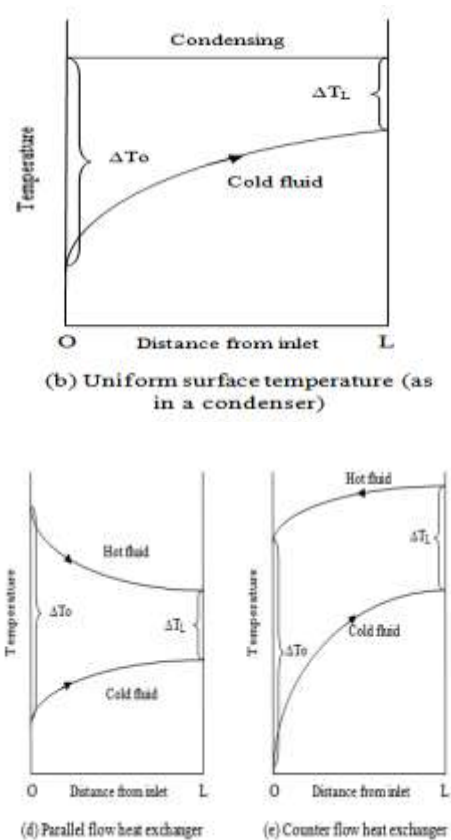 Condensing
ΔTL
ΔTo
Cold fluid
Temperature
O Distance from inlet L
(b) Uniform surface temperature (as
in a condenser)
Hot fluid
ΔTo
ΔTL
Cold fluid
Temperature
O Distance from inlet L
(d) Parallel flow heat exchanger
Hot fluid
ΔTL
Cold fluid
ΔTo
Temperature
O Distance from inlet L
(e) Counter flow heat exchanger